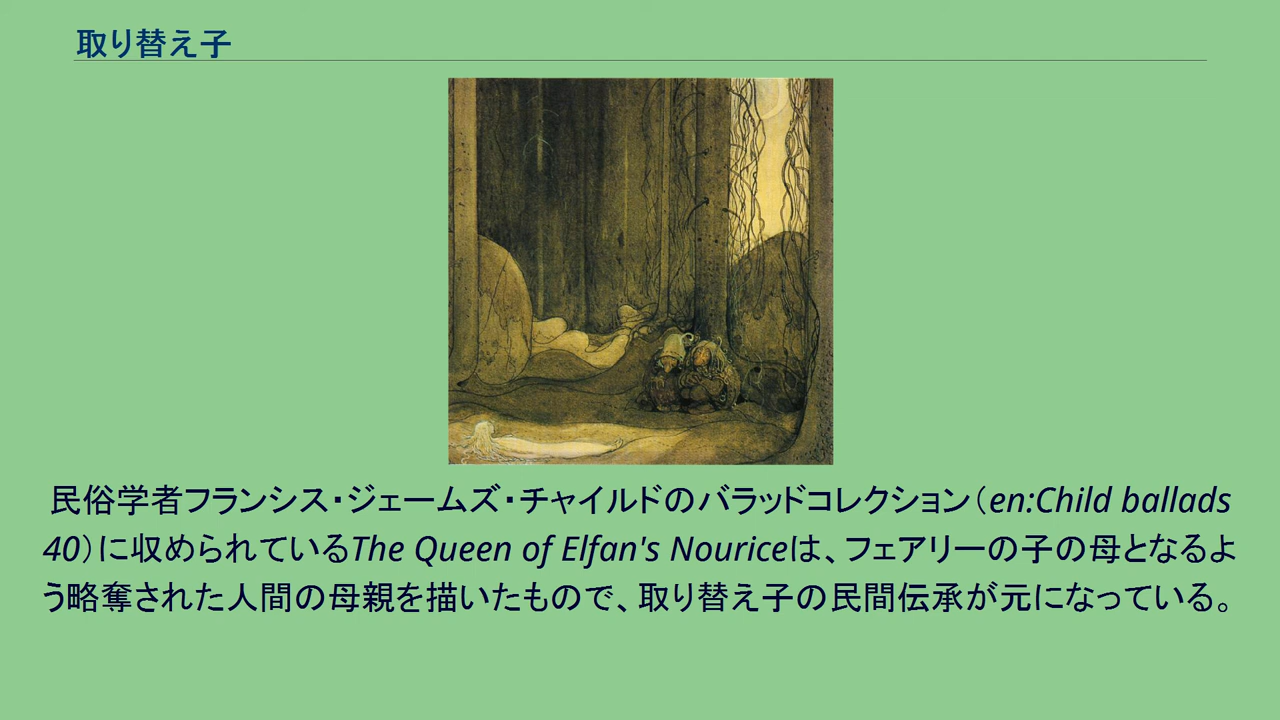 取り替え子
民俗学者フランシス・ジェームズ・チャイルドのバラッドコレクション（en:Child ballads
40）に収められているThe Queen of Elfan's Nouriceは、フェアリーの子の母となるよ
う略奪された人間の母親を描いたもので、取り替え子の民間伝承が元になっている。